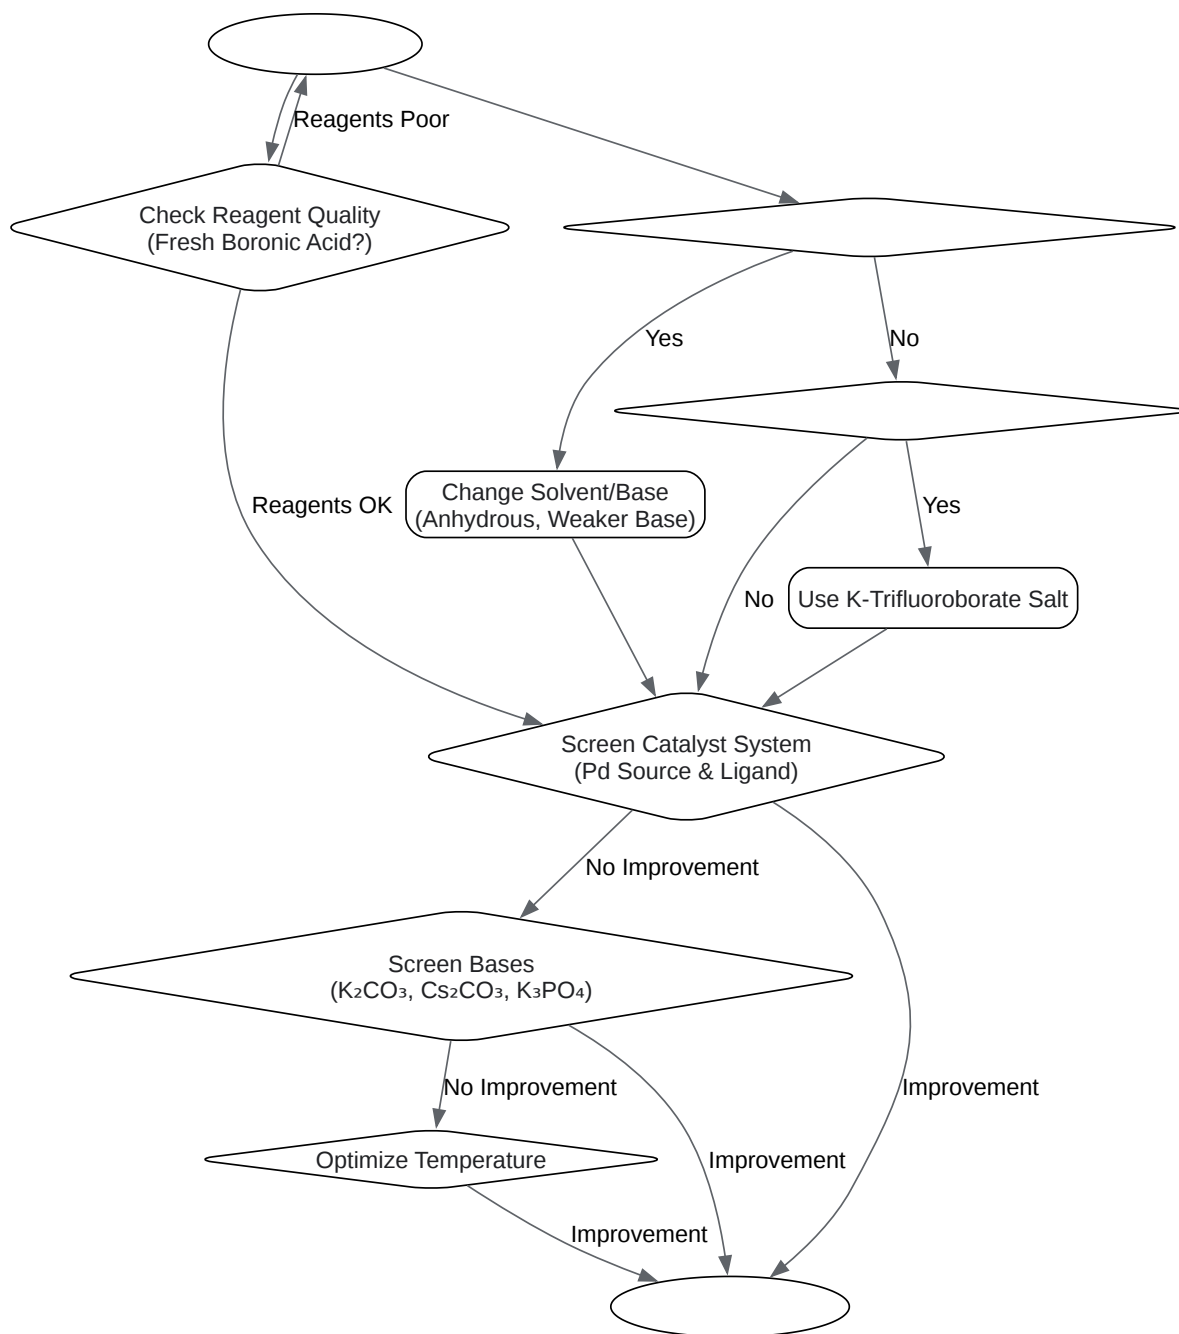 Reagents Poor
Check Reagent Quality
(Fresh Boronic Acid?)
Yes
No
Change Solvent/Base
(Anhydrous, Weaker Base)
Reagents OK
Yes
No
Use K-Trifluoroborate Salt
Screen Catalyst System
(Pd Source & Ligand)
No Improvement
Screen Bases
(K₂CO₃, Cs₂CO₃, K₃PO₄)
No Improvement
Improvement
Optimize Temperature
Improvement
Improvement